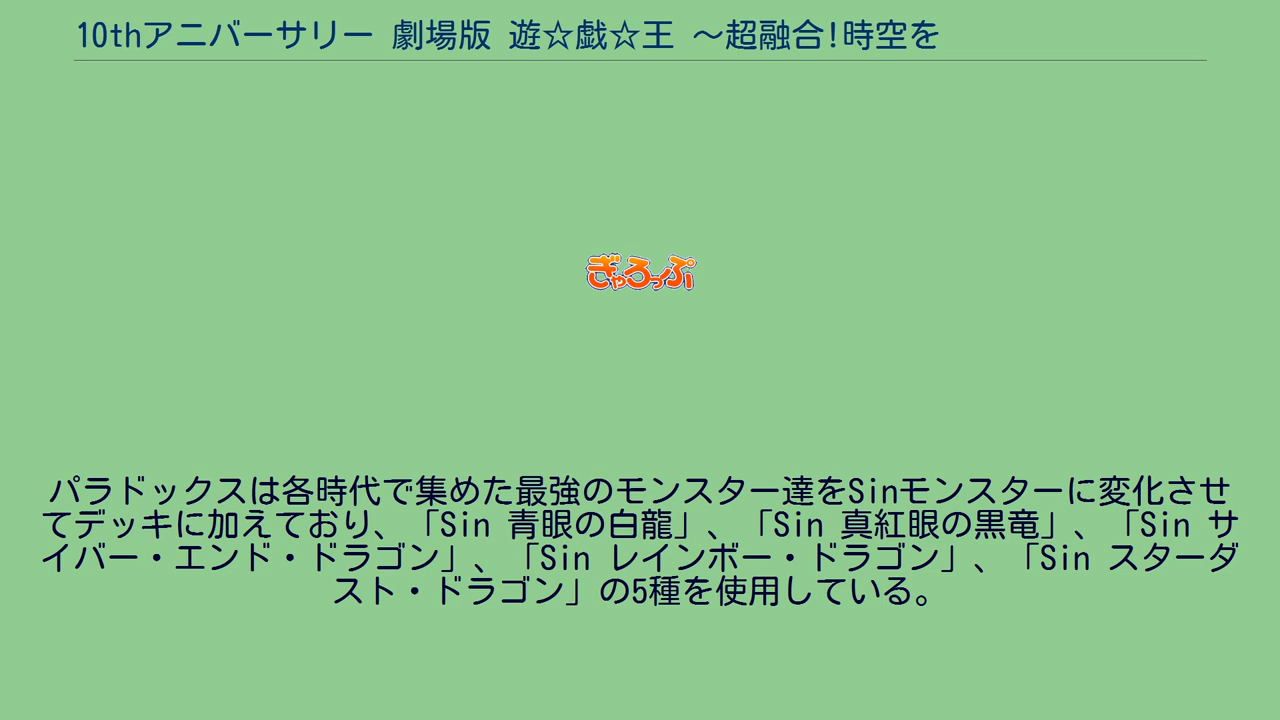 10thアニバーサリー 劇場版 遊☆戯☆王 ～超融合!時空を
ぎゃろっぷ
パラドックスは各時代で集めた最強のモンスター達をSinモンスターに変化させ
てデッキに加えており、「Sin 青眼の白龍」、「Sin 真紅眼の黒竜」、「Sin サ
イバー・エンド・ドラゴン」、「Sin レインボー・ドラゴン」、「Sin スターダ
スト・ドラゴン」の5種を使用している。